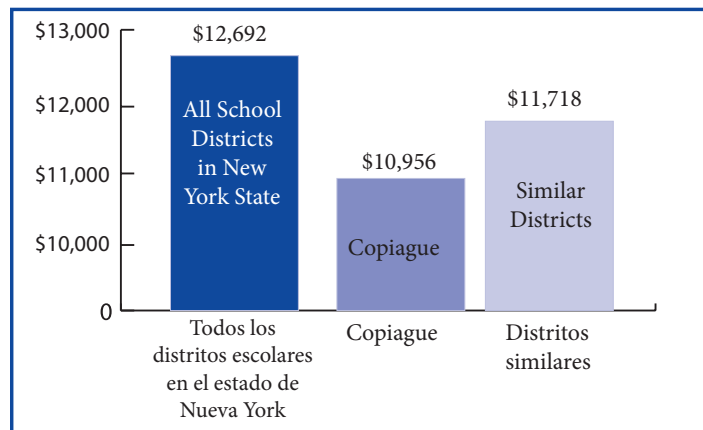 $13,000
$12,692
$12,000
$11,718
All School
Districts
in New
York State
$11,000
$10,956
Similar
Districts
$10,000
Copiague
0
Todos los
distritos escolares
en el estado de
Nueva York
Copiague
Distritos
similares